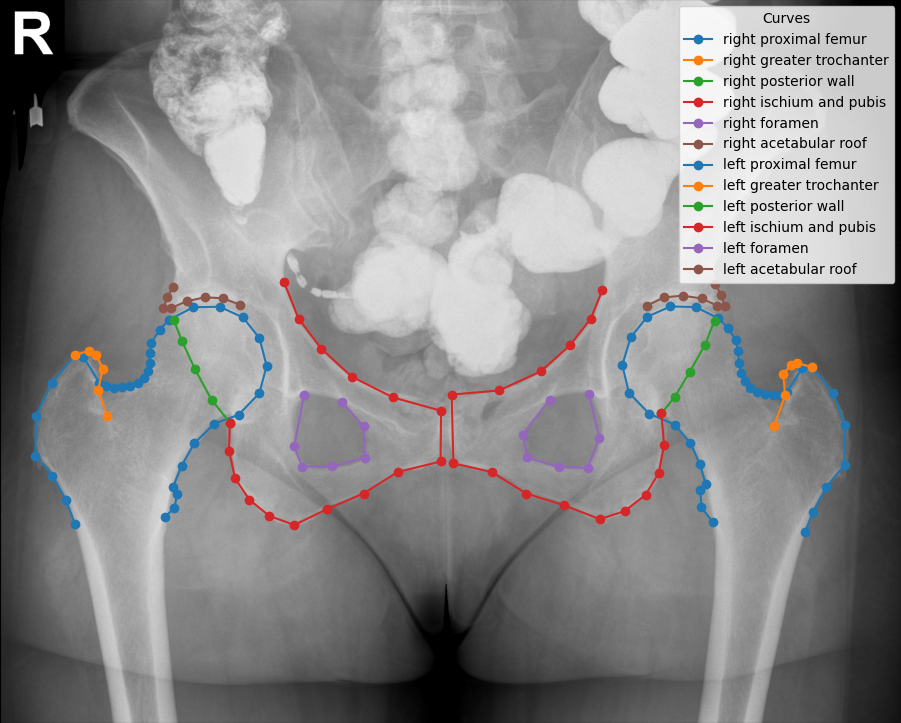 R
Curves
right proximal femur
right greater trochanter
right posterior wall
right ischium and pubis
right foramen
right acetabular roof
left proximal femur
left greater trochanter
left posterior wall
left ischium and pubis
left foramen
left acetabular roof